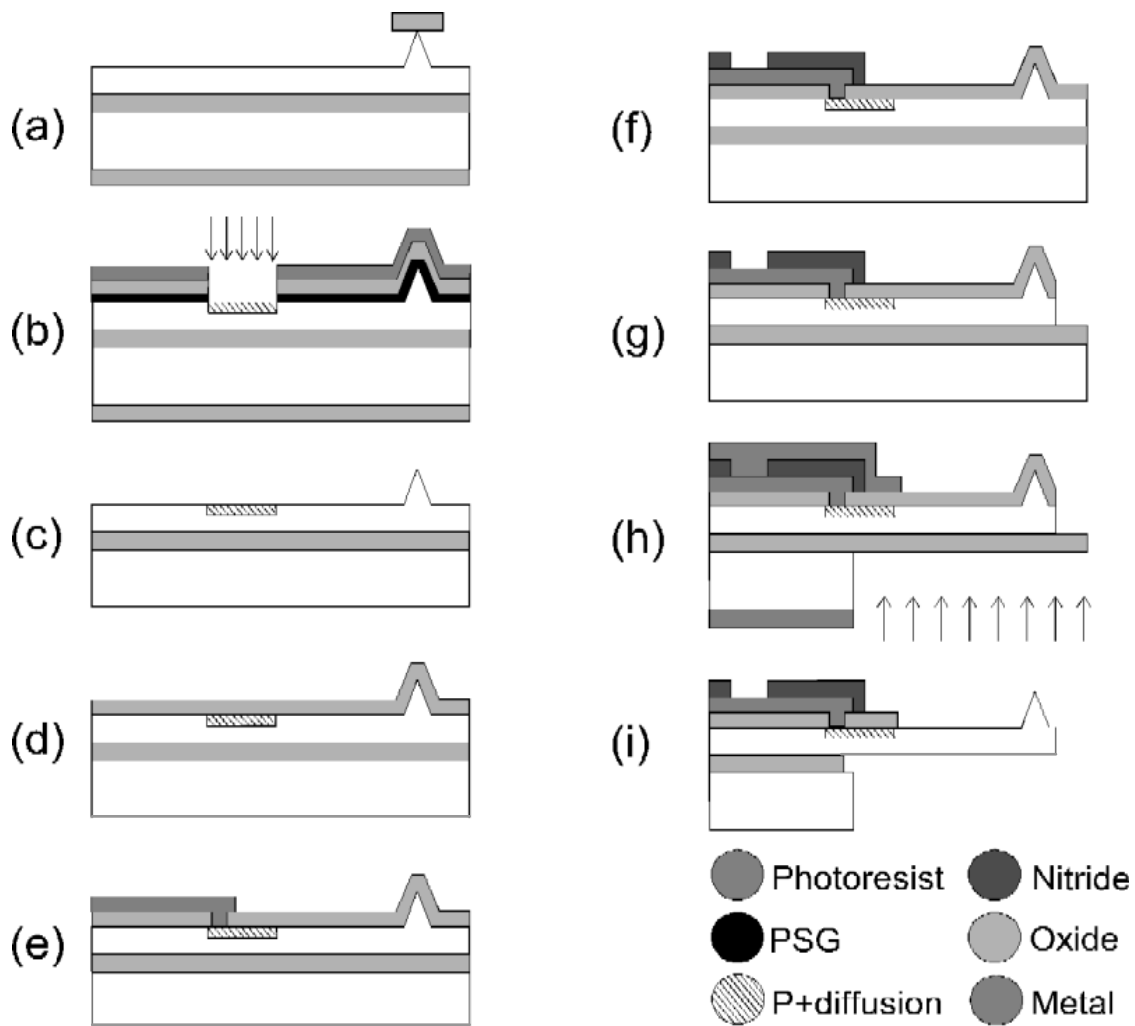 (a)
(b)
(c)
(d)
(e)
(f)
(g)
(h)
(i)
Photoresist
Nitride
PSG
Oxide
P+diffusion
Metal